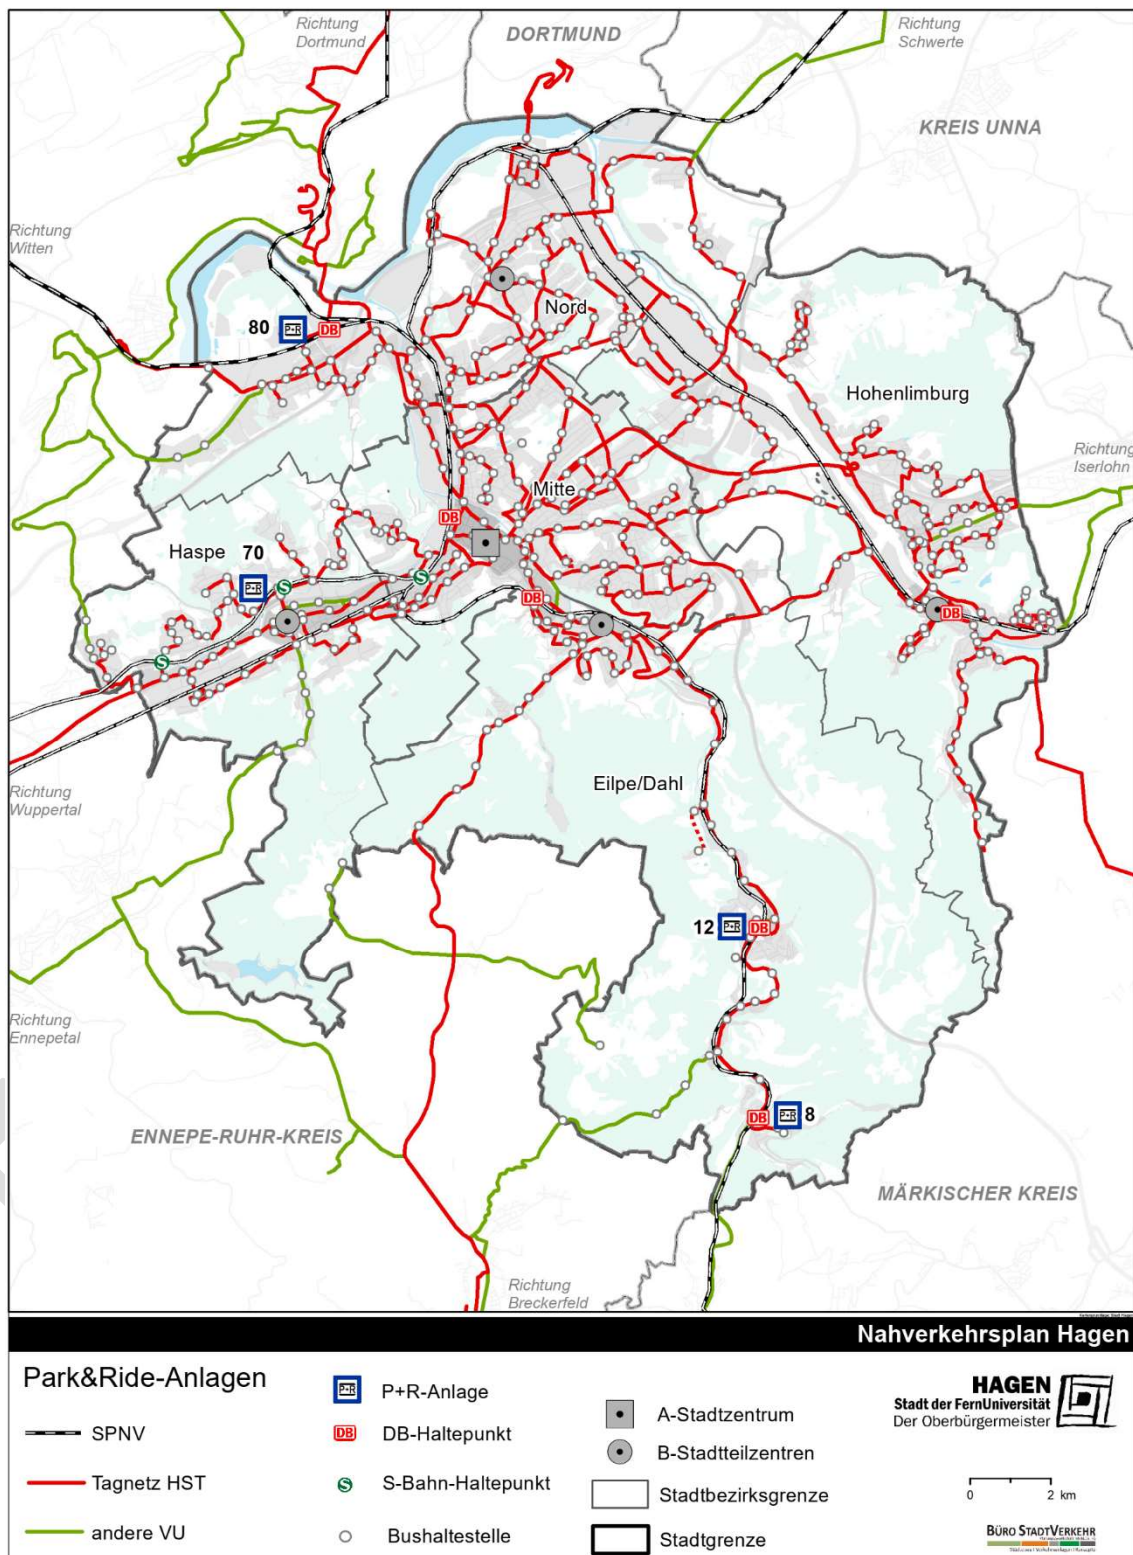 Richtung
Dortmund
DORTMUND
Richtung
Schwerte
KREIS UNNA
Richtung
Witten
80
P+R
DB
Nord
Hohenlimburg
Richtung
Iserlohn
Mitte
DB
Haspe
70
P+R
S
S
DB
DB
S
Richtung
Wuppertal
Eilpe/Dahl
12
P+R
DB
Richtung
Ennepetal
DB
P+R
8
ENNEPE-RUHR-KREIS
MÄRKISCHER KREIS
Richtung
Breckerfeld
Nahverkehrsplan Hagen
Park&Ride-Anlagen
SPNV
Tagnetz HST
andere VU
P+R
P+R-Anlage
DB
DB-Haltepunkt
S
S-Bahn-Haltepunkt
Bushaltestelle
A-Stadtzentrum
B-Stadtteilzentren
Stadtbezirksgrenze
Stadtgrenze
HAGEN
Stadt der FernUniversität
Der Oberbürgermeister
0 2 km
BÜRO STADTVERKEHR